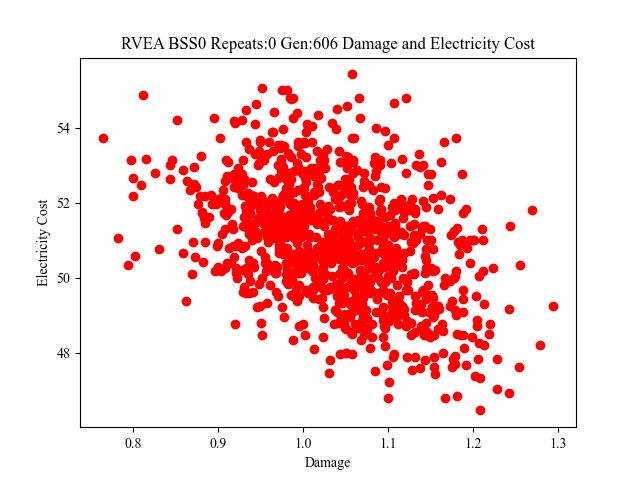 RVEA BSS0 Repeats:0 Gen:606 Damage and Electricity Cost
Electricity Cost
54
52
50
48
0.8 0.9 1.0 1.1 1.2 1.3
Damage